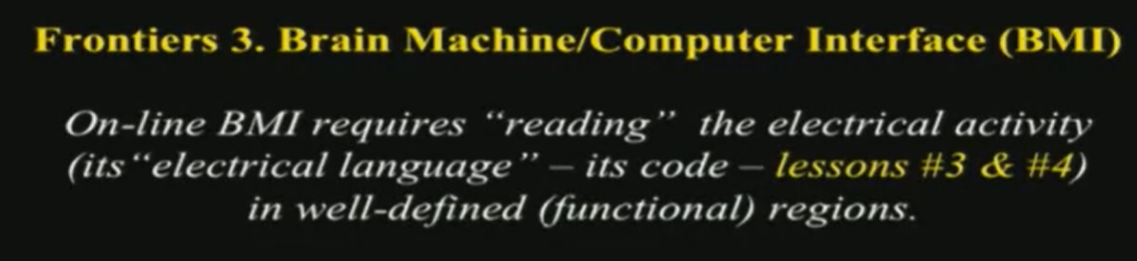 Frontiers 3. Brain Machine/Computer Interface (BMI)
On-line BMI requires “reading” the electrical activity
(its “electrical language” – its code – lessons #3 & #4)
in well-defined (functional) regions.